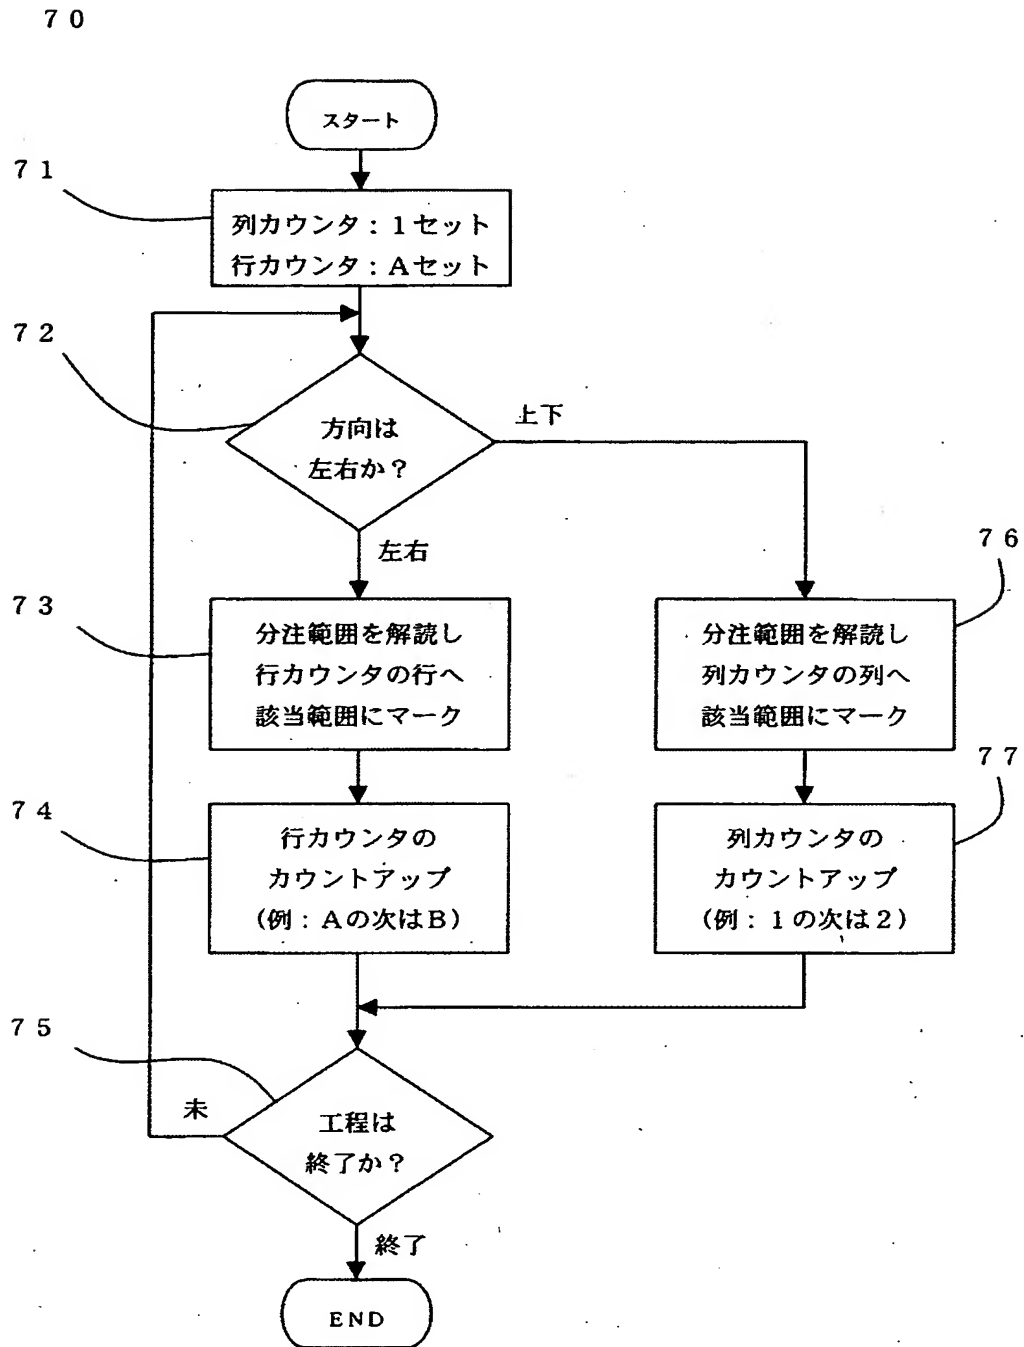 70
スタート
71
列カウンタ：1セット
行カウンタ：Aセット
72
方向は
左右か？
上下
左右
73
分注範囲を解読し
行カウンタの行へ
該当範囲にマーク
76
分注範囲を解読し
列カウンタの列へ
該当範囲にマーク
74
行カウンタの
カウントアップ
(例：Aの次はB)
77
列カウンタの
カウントアップ
(例：1の次は2)
75
未
工程は
終了か？
終了
END